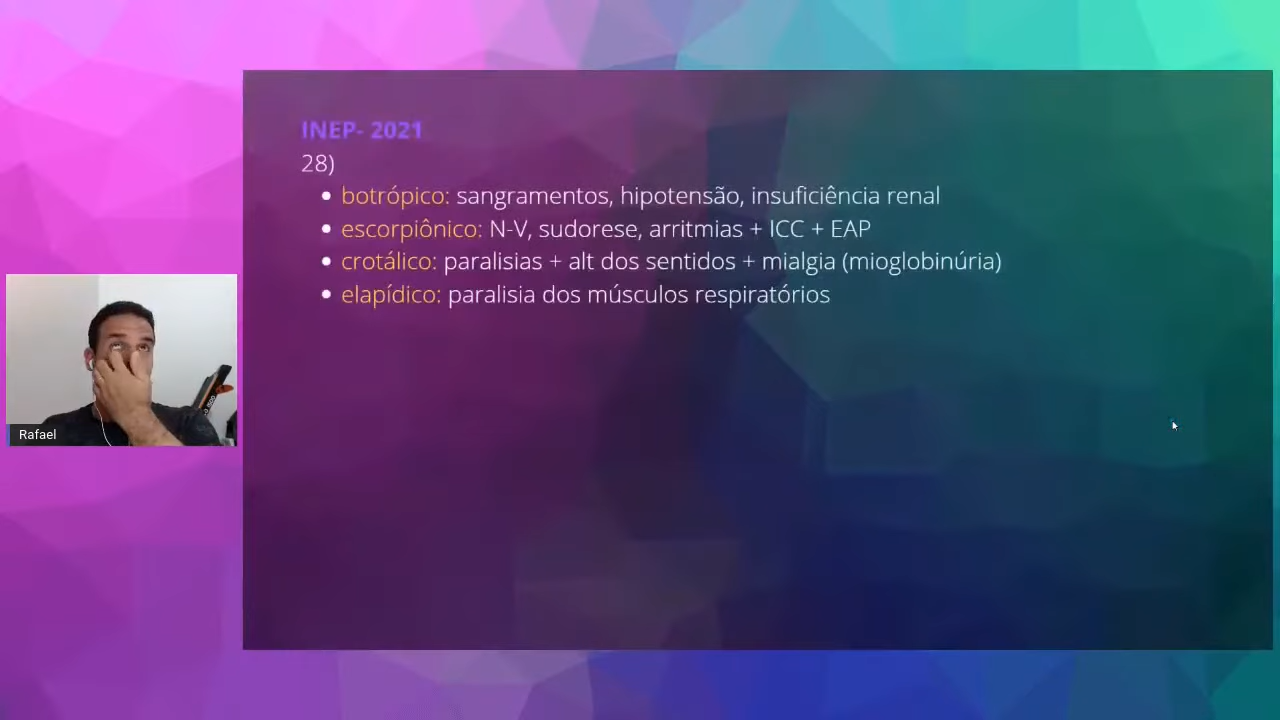 INEP- 2021
28)
• botrópico: sangramentos, hipotensão, insuficiência renal
• escorpiônico: N-V, sudorese, arritmias + ICC + EAP
• crotálico: paralisias + alt dos sentidos + mialgia (mioglobinúria)
• elapídico: paralisia dos músculos respiratórios
Rafael